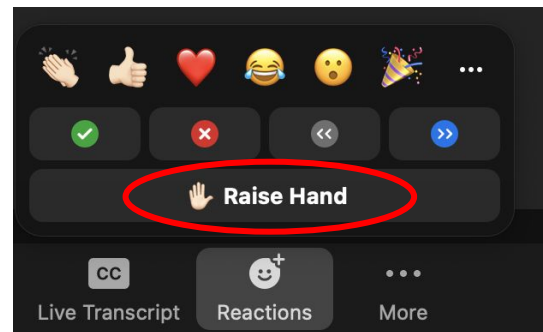 Raise Hand
CC
Live Transcript
Reactions
More